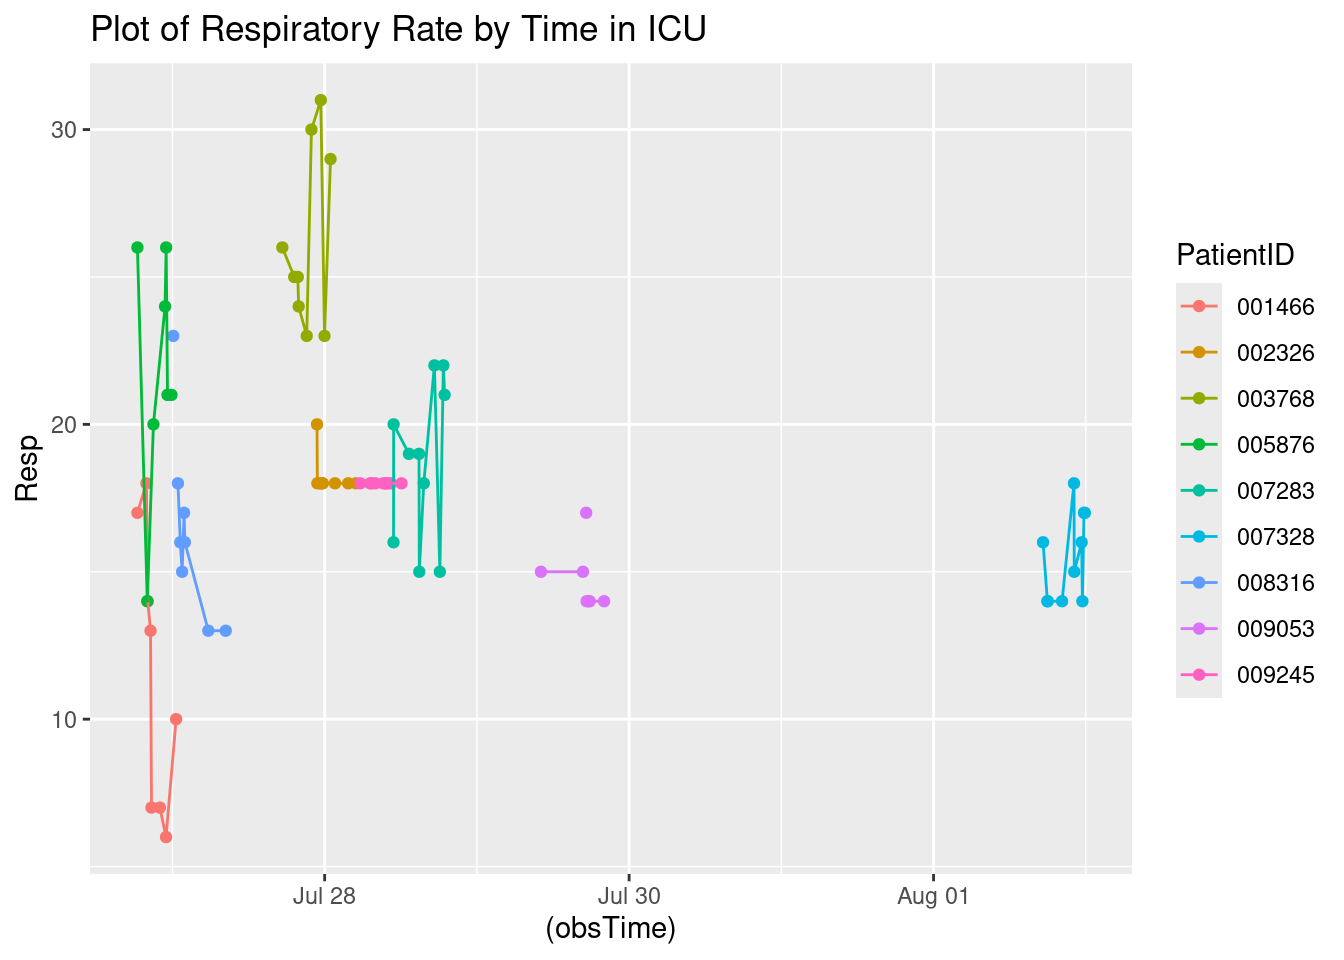 Plot of Respiratory Rate by Time in ICU
30
20
10
Resp
Jul 28
Jul 30
Aug 01
(obsTime)
PatientID
001466
002326
003768
005876
007283
007328
008316
009053
009245